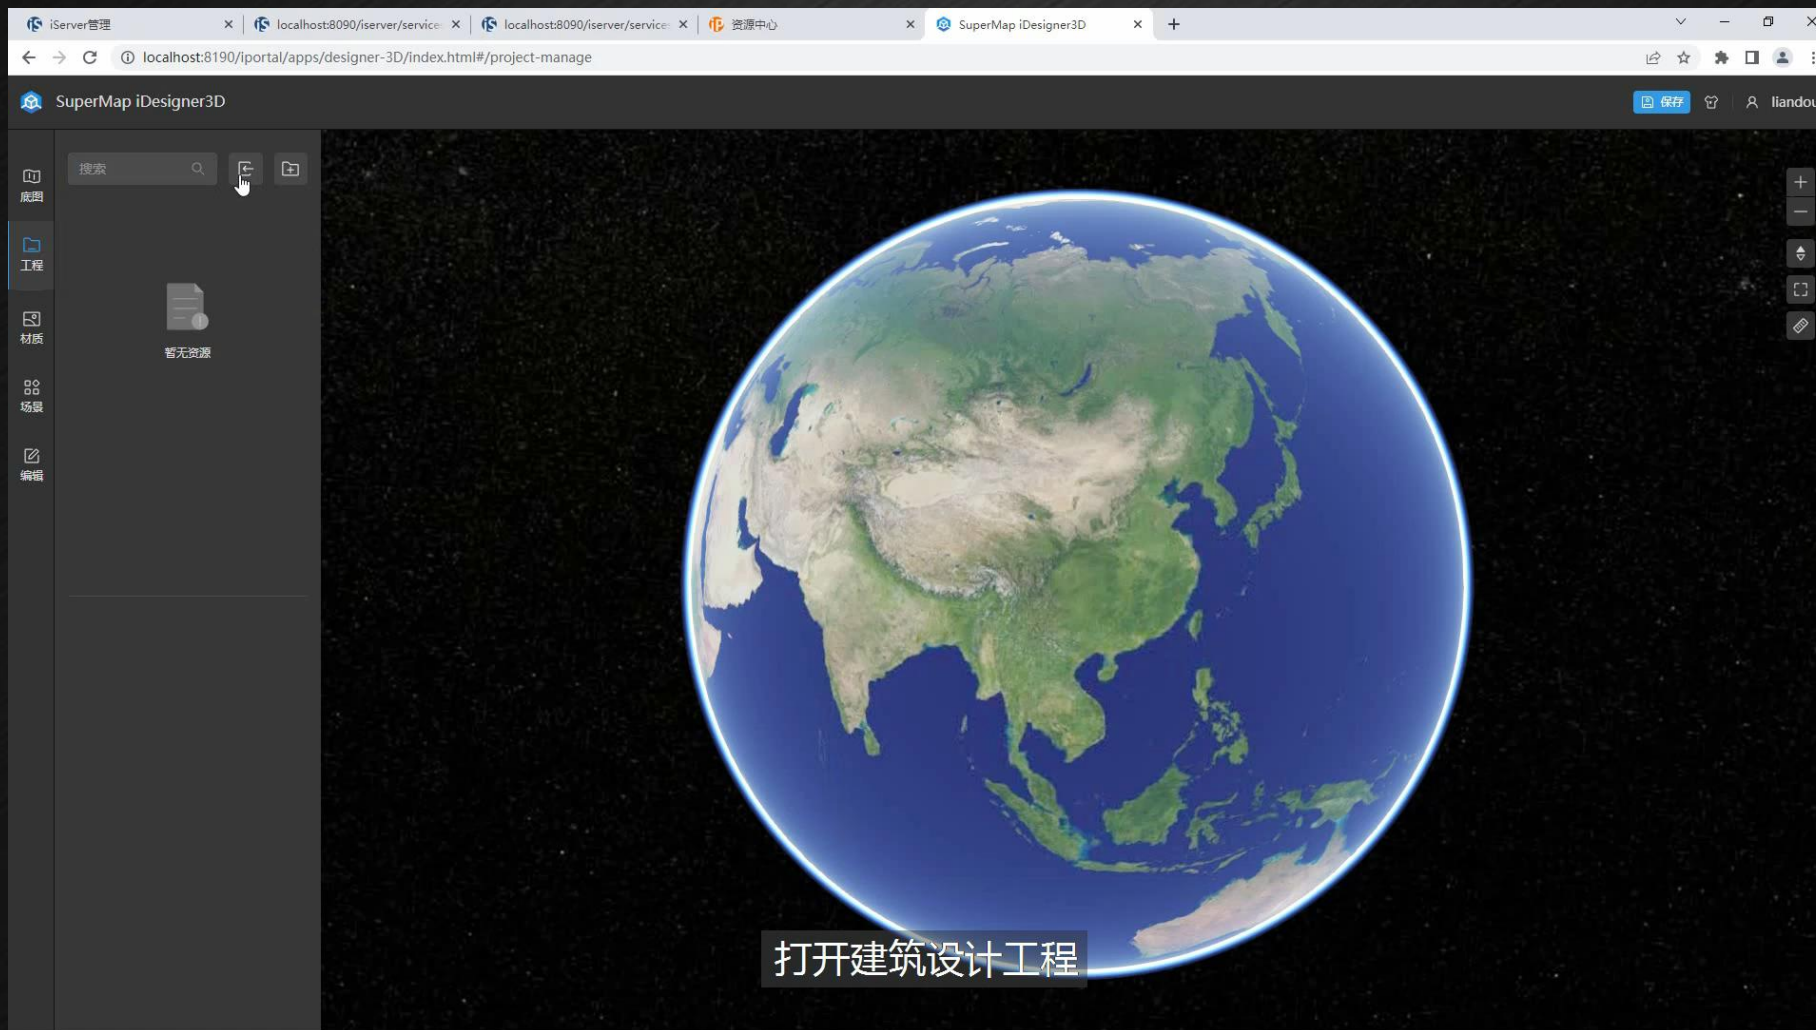 iServer管理
localhost:8090/iserver/service
localhost:8090/iserver/service
资源中心
SuperMap iDesigner3D
localhost:8190/iportal/apps/designer-3D/index.html#/project-manage
SuperMap iDesigner3D
保存
liandou
搜索
底图
工程
材质
场景
编辑
暂无资源
打开建筑设计工程